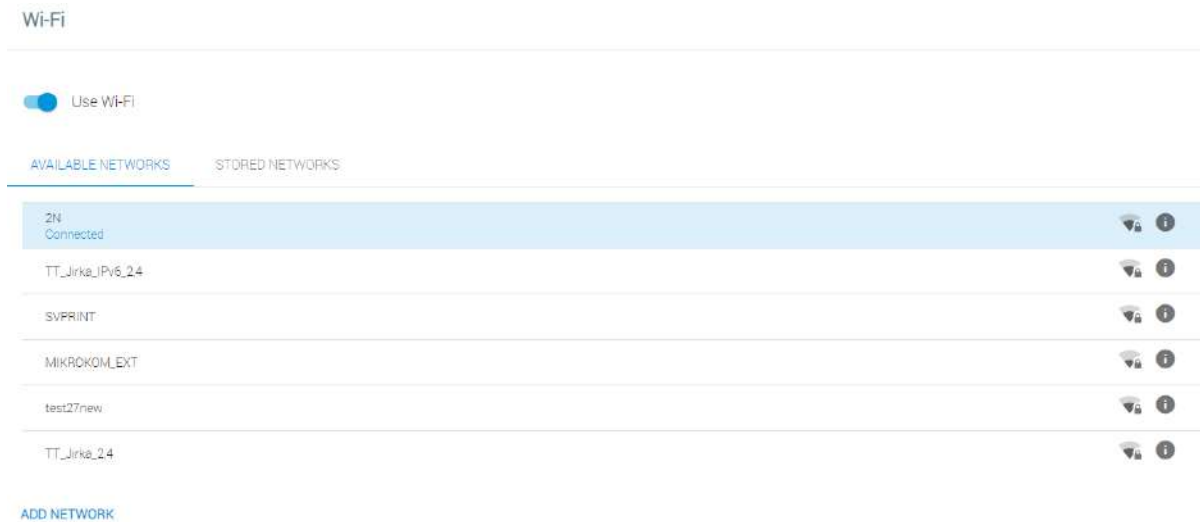 Wi-Fi
Use Wi-Fi
AVAILABLE NETWORKS STORED NETWORKS
2N
Connected
TT_Jirka_IPv6_2.4
SVPRINT
MIKROKOM_EXT
test27new
TT_Jirka_2.4
ADD NETWORK